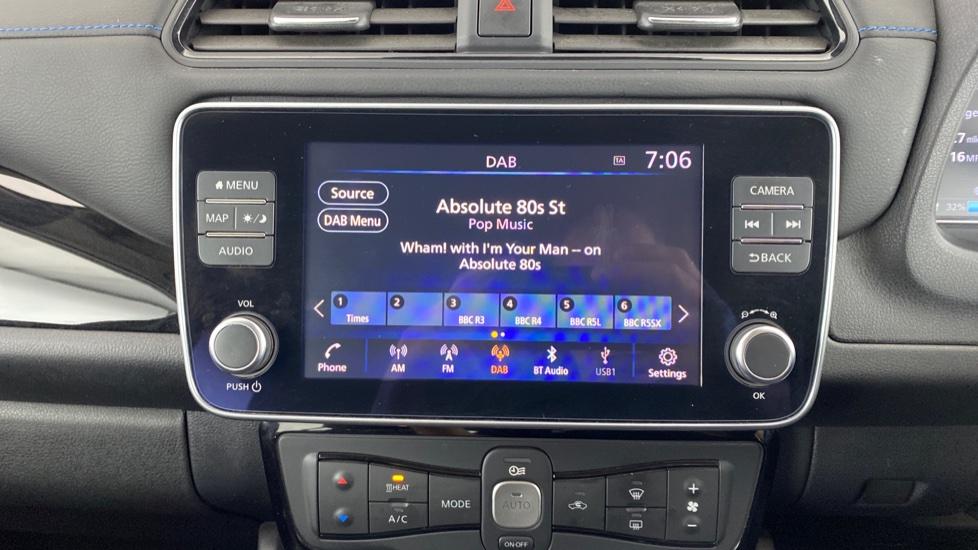 DAB 1A 7:06
MENU
MAP
AUDIO
Source
DAB Menu
Absolute 80s St
Pop Music
Wham! with I'm Your Man -- on
Absolute 80s
CAMERA
BACK
1 Times
2
3 BBC R3
4 BBC R4
5 BBC R5L
6 BBC R5SX
VOL
PUSH
OK
Phone
AM
FM
DAB
BT Audio
USB1
Settings
HEAT
A/C
MODE
AUTO
ON·OFF
32%